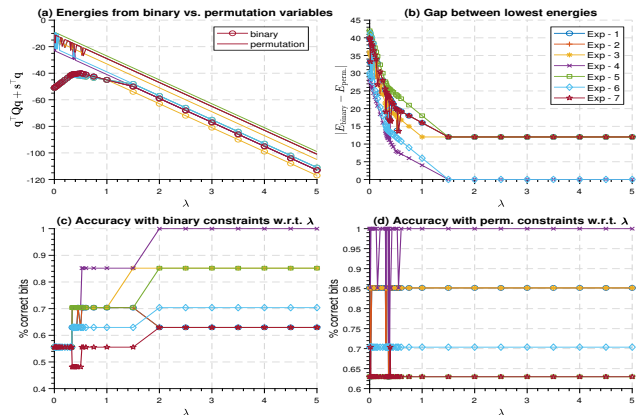 (a) Energies from binary vs. permutation variables
0
-20
-40
-60
-80
-100
-120
0 1 2 3 4 5
λ
q⊤Qq+s⊤q
binary
permutation
(b) Gap between lowest energies
45
40
35
30
25
20
15
10
5
0
0 1 2 3 4 5
λ
|E_binary − E_perm.|
Exp - 1
Exp - 2
Exp - 3
Exp - 4
Exp - 5
Exp - 6
Exp - 7
(c) Accuracy with binary constraints w.r.t. λ
1
0.9
0.8
0.7
0.6
0.5
0.4
0 1 2 3 4 5
λ
% correct bits
(d) Accuracy with perm. constraints w.r.t. λ
1
0.95
0.9
0.85
0.8
0.75
0.7
0.65
0.6
0 1 2 3 4 5
λ
% correct bits